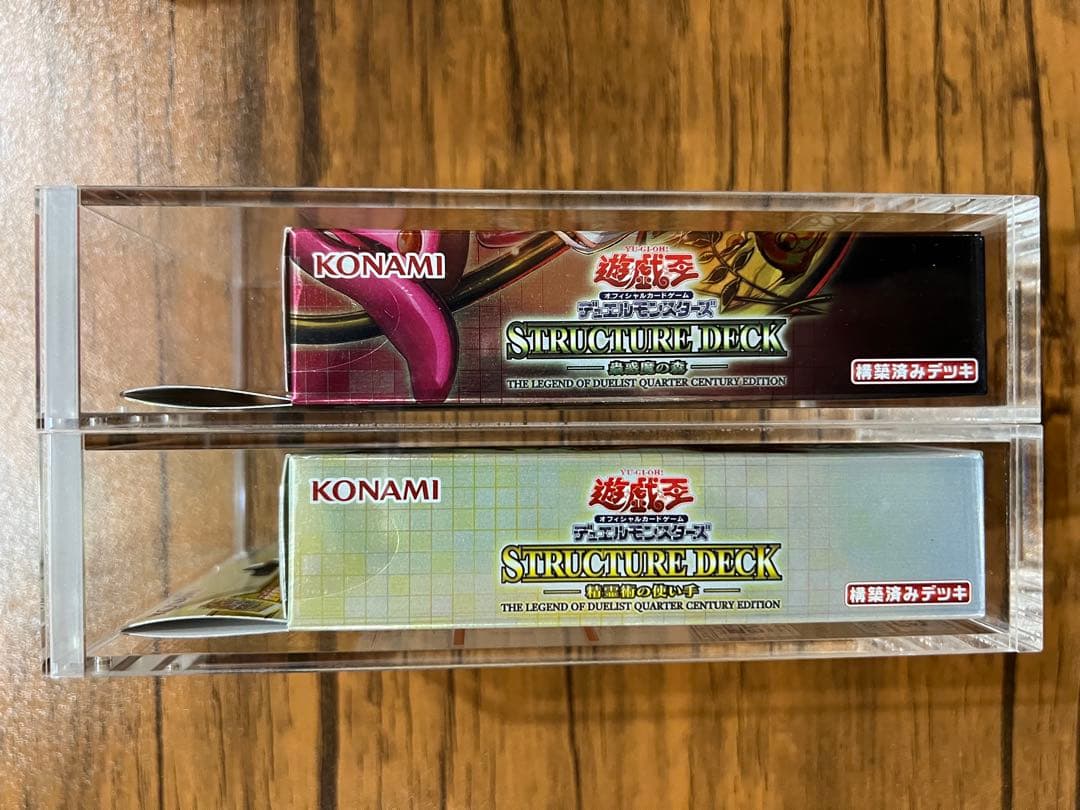 KONAMI
YU-GI-OH!
遊戯王
オフィシャルカードゲーム
デュエルモンスターズ
STRUCTURE DECK
蟲惑魔の森
THE LEGEND OF DUELIST QUARTER CENTURY EDITION
構築済みデッキ
KONAMI
YU-GI-OH!
遊戯王
オフィシャルカードゲーム
デュエルモンスターズ
STRUCTURE DECK
精霊術の使い手
THE LEGEND OF DUELIST QUARTER CENTURY EDITION
構築済みデッキ